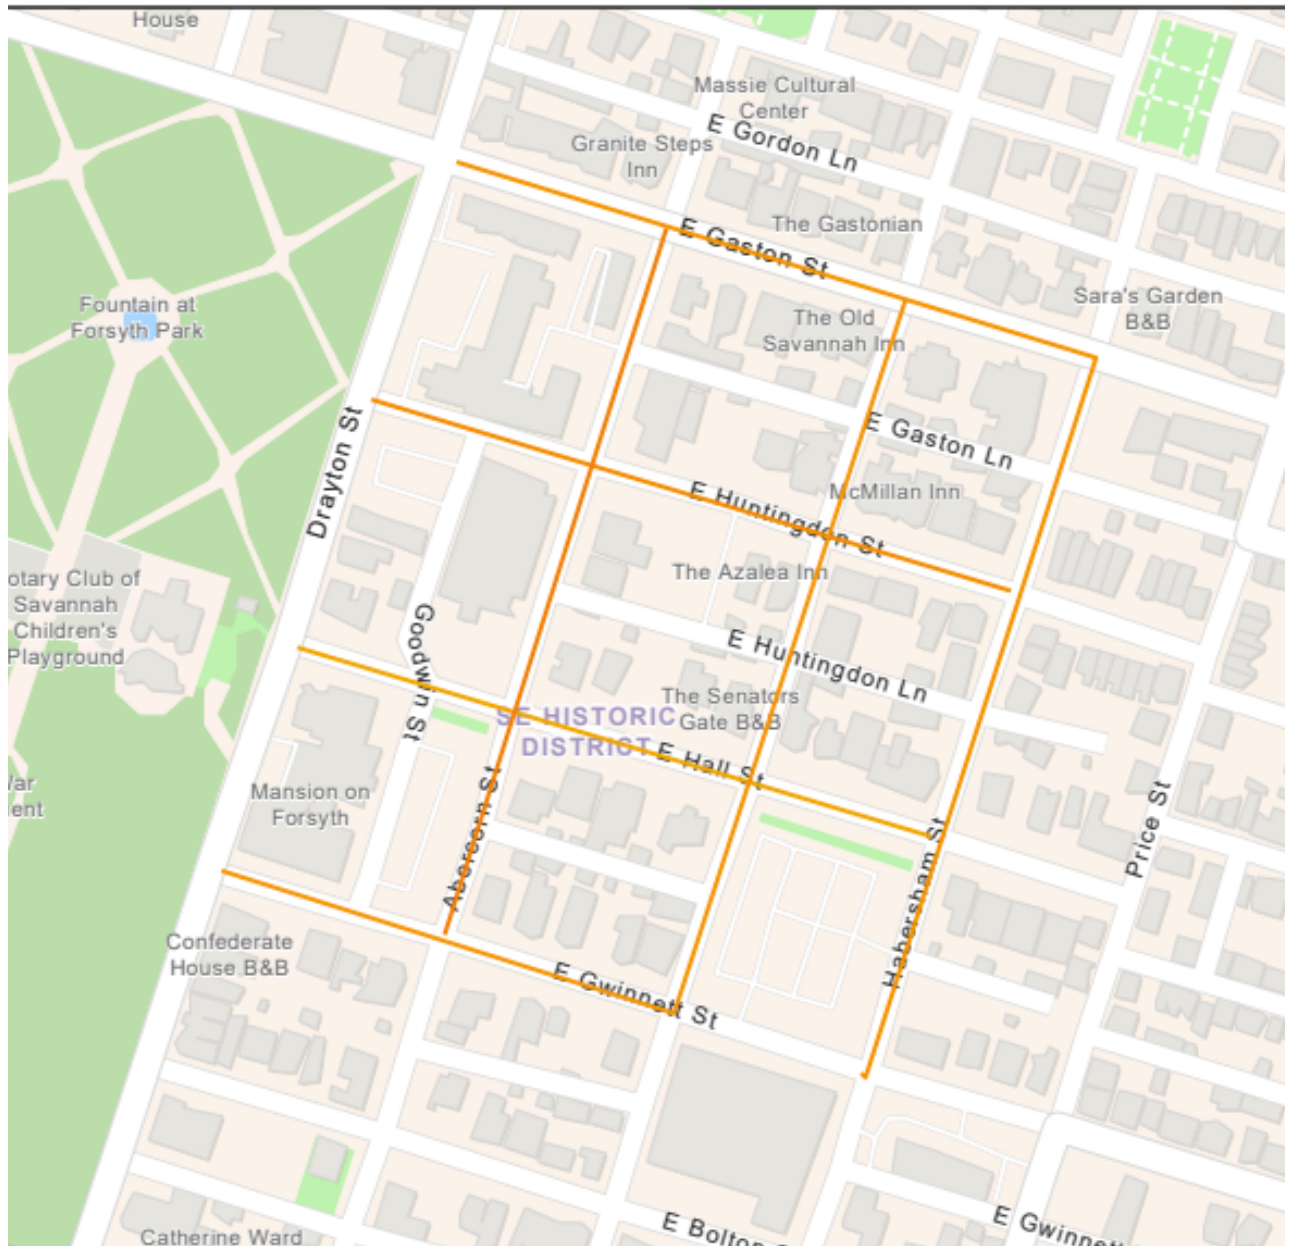 House
Massie Cultural
Center
E Gordon Ln
Granite Steps
Inn
The Gastonian
E Gaston St
Fountain at
Forsyth Park
Sara's Garden
B&B
The Old
Savannah Inn
Drayton St
E Gaston Ln
McMillan Inn
E Huntingdon St
The Azalea Inn
otary Club of
Savannah
Children's
Playground
Goodwin St
E Huntingdon Ln
The Senators
Gate B&B
SE HISTORIC
DISTRICT
E Hall St
Mansion on
Forsyth
Abercorn St
Price St
Habersham St
Confederate
House B&B
E Gwinnett St
E Bolton S
E Gwinnett
Catherine Ward